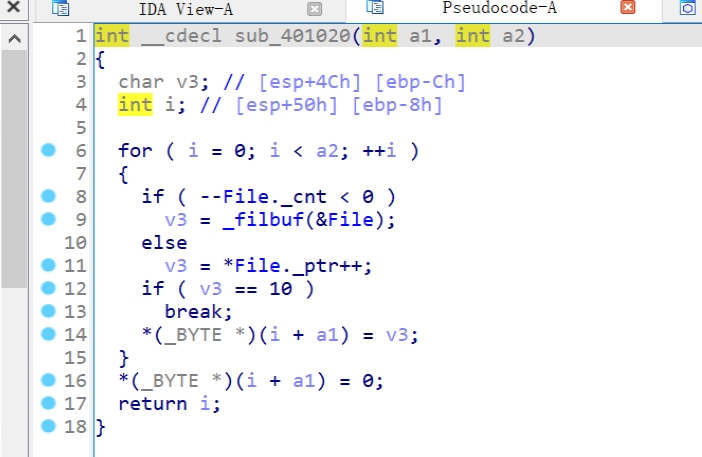 IDA View-A Pseudocode-A
1 int __cdecl sub_401020(int a1, int a2)
2 {
3 char v3; // [esp+4Ch] [ebp-Ch]
4 int i; // [esp+50h] [ebp-8h]
5
6 for ( i = 0; i < a2; ++i )
7 {
8 if ( --File._cnt < 0 )
9 v3 = _filbuf(&File);
10 else
11 v3 = *File._ptr++;
12 if ( v3 == 10 )
13 break;
14 *(_BYTE *)(i + a1) = v3;
15 }
16 *(_BYTE *)(i + a1) = 0;
17 return i;
18 }